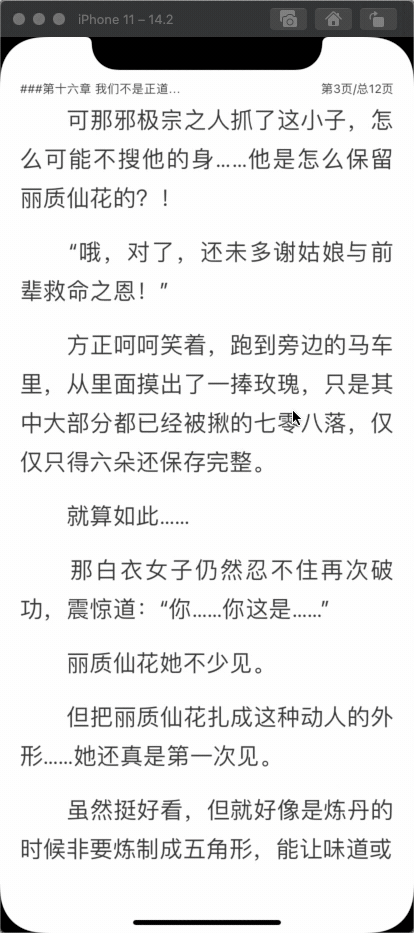 iPhone 11 – 14.2
###第十六章 我们不是正道... 第3页/总12页
可那邪极宗之人抓了这小子，怎
么可能不搜他的身……他是怎么保留
丽质仙花的？！
“哦，对了，还未多谢姑娘与前
辈救命之恩！”
方正呵呵笑着，跑到旁边的马车
里，从里面摸出了一捧玫瑰，只是其
中大部分都已经被揪的七零八落，仅
仅只得六朵还保存完整。
就算如此……
那白衣女子仍然忍不住再次破
功，震惊道：“你……你这是……”
丽质仙花她不少见。
但把丽质仙花扎成这种动人的外
形……她还真是第一次见。
虽然挺好看，但就好像是炼丹的
时候非要炼制成五角形，能让味道或